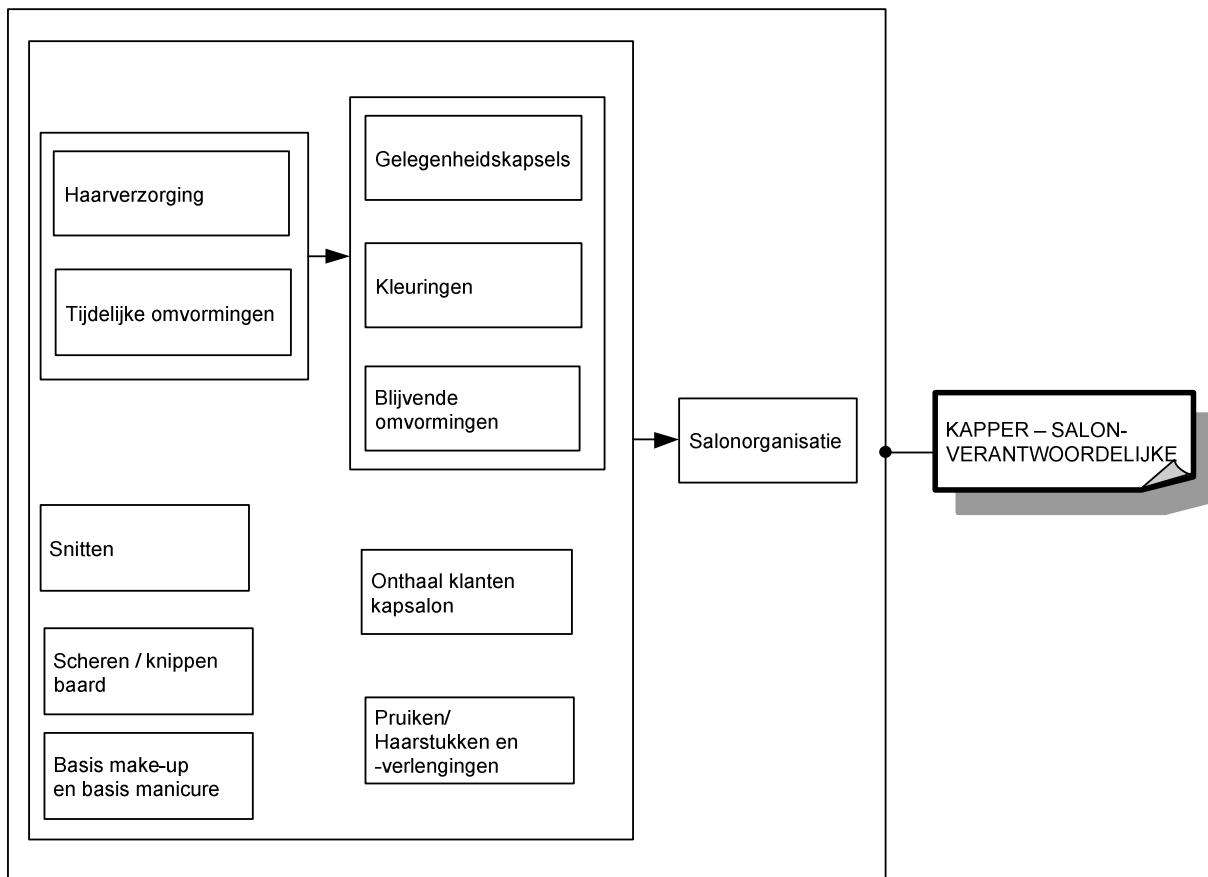 Haarverzorging
Tijdelijke omvormingen
Gelegenheidskapsels
Kleuringen
Blijvende
omvormingen
Snitten
Scheren / knippen
baard
Basis make-up
en basis manicure
Onthaal klanten
kapsalon
Pruiken/
Haarstukken en
-verlengingen
Salonorganisatie
KAPPER – SALON-
VERANTWOORDELIJKE